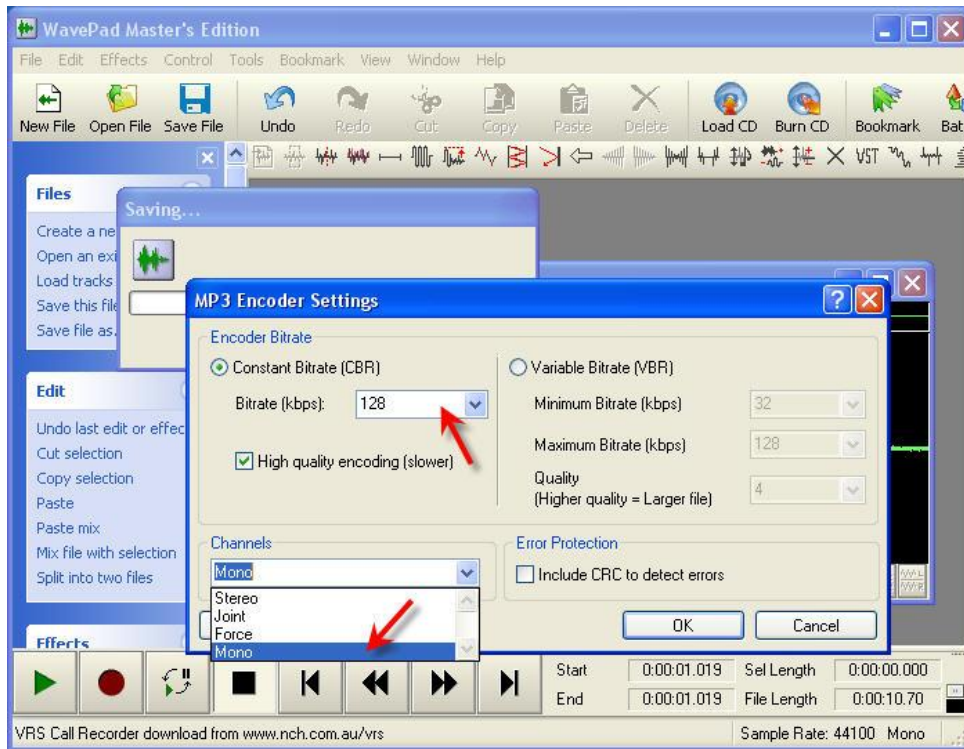 WavePad Master's Edition
File Edit Effects Control Tools Bookmark View Window Help
New File Open File Save File Undo Redo Cut Copy Paste Delete Load CD Burn CD Bookmark
VST
Files
Create a ne
Open an exi
Load tracks
Save this file
Save file as.
Saving...
MP3 Encoder Settings
Encoder Bitrate
Constant Bitrate (CBR)
Variable Bitrate (VBR)
Bitrate (kbps): 128
Minimum Bitrate (kbps) 32
Maximum Bitrate (kbps) 128
High quality encoding (slower)
Quality
(Higher quality = Larger file) 4
Channels
Mono
Stereo
Joint
Force
Mono
Error Protection
Include CRC to detect errors
OK Cancel
Edit
Undo last edit or effec
Cut selection
Copy selection
Paste
Paste mix
Mix file with selection
Split into two files
Effects
Start 0:00:01.019 Sel Length 0:00:00.000
End 0:00:01.019 File Length 0:00:10.70
VRS Call Recorder download from www.nch.com.au/vrs Sample Rate: 44100 Mono